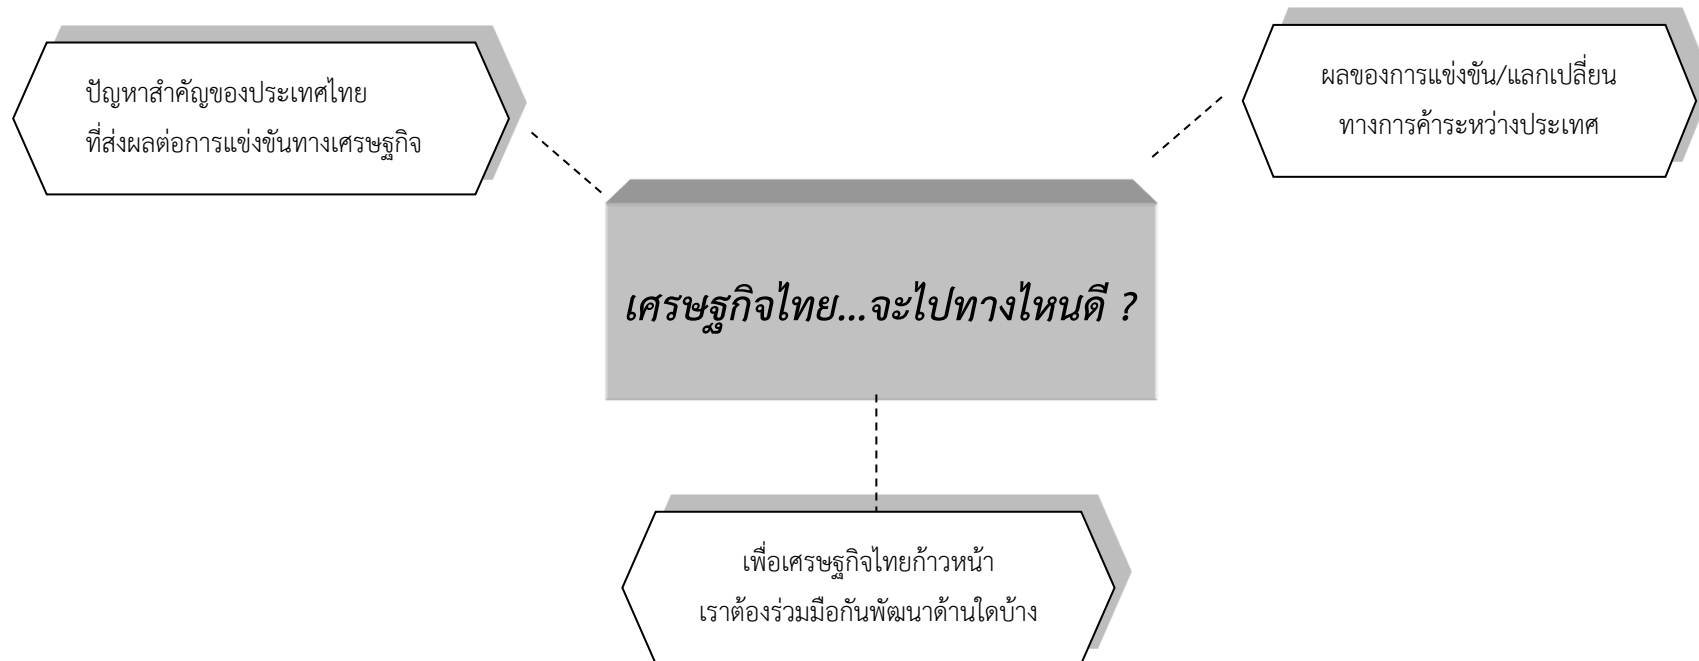 ปัญหาสำคัญของประเทศไทย
ที่ส่งผลต่อการแข่งขันทางเศรษฐกิจ
ผลของการแข่งขัน/แลกเปลี่ยน
ทางการค้าระหว่างประเทศ
เศรษฐกิจไทย...จะไปทางไหนดี ?
เพื่อเศรษฐกิจไทยก้าวหน้า
เราต้องร่วมมือกันพัฒนาด้านใดบ้าง